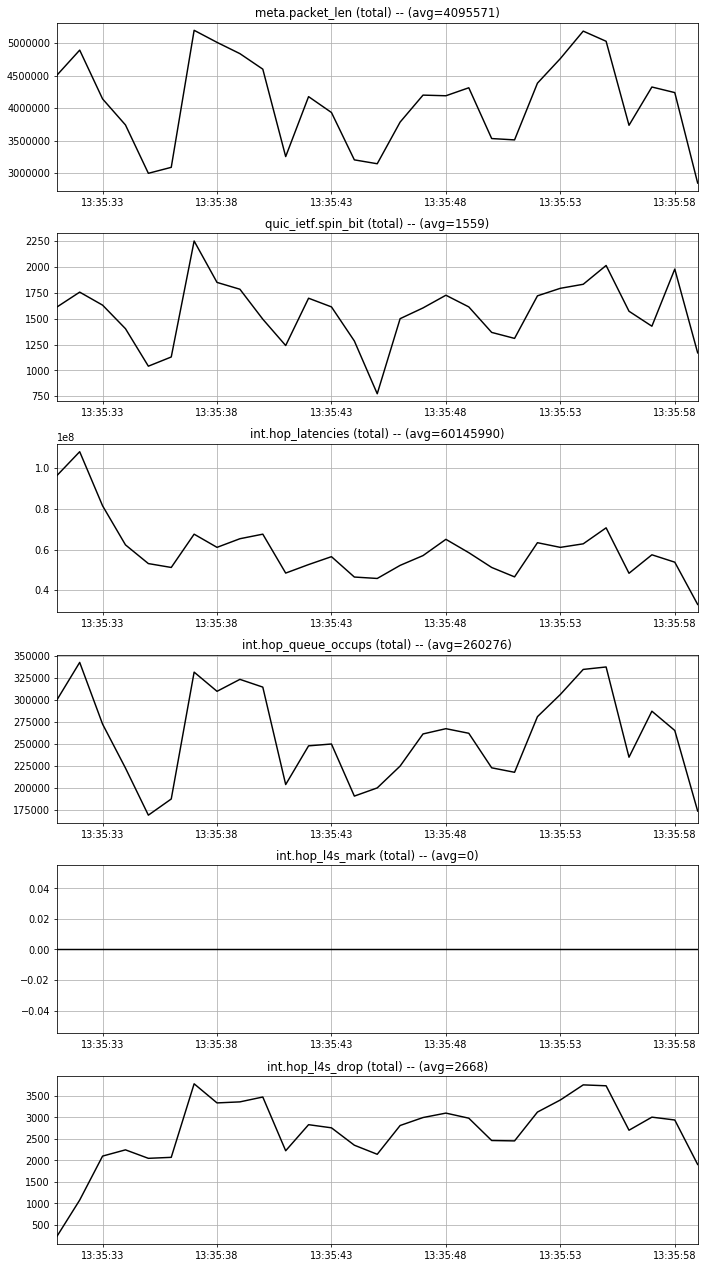 meta.packet_len (total) -- (avg=4095571)
5000000
4500000
4000000
3500000
3000000
13:35:33 13:35:38 13:35:43 13:35:48 13:35:53 13:35:58
quic_ietf.spin_bit (total) -- (avg=1559)
2250
2000
1750
1500
1250
1000
750
13:35:33 13:35:38 13:35:43 13:35:48 13:35:53 13:35:58
int.hop_latencies (total) -- (avg=60145990)
1e8
1.0
0.8
0.6
0.4
13:35:33 13:35:38 13:35:43 13:35:48 13:35:53 13:35:58
int.hop_queue_occups (total) -- (avg=260276)
350000
325000
300000
275000
250000
225000
200000
175000
13:35:33 13:35:38 13:35:43 13:35:48 13:35:53 13:35:58
int.hop_l4s_mark (total) -- (avg=0)
0.04
0.02
0.00
−0.02
−0.04
13:35:33 13:35:38 13:35:43 13:35:48 13:35:53 13:35:58
int.hop_l4s_drop (total) -- (avg=2668)
3500
3000
2500
2000
1500
1000
500
13:35:33 13:35:38 13:35:43 13:35:48 13:35:53 13:35:58